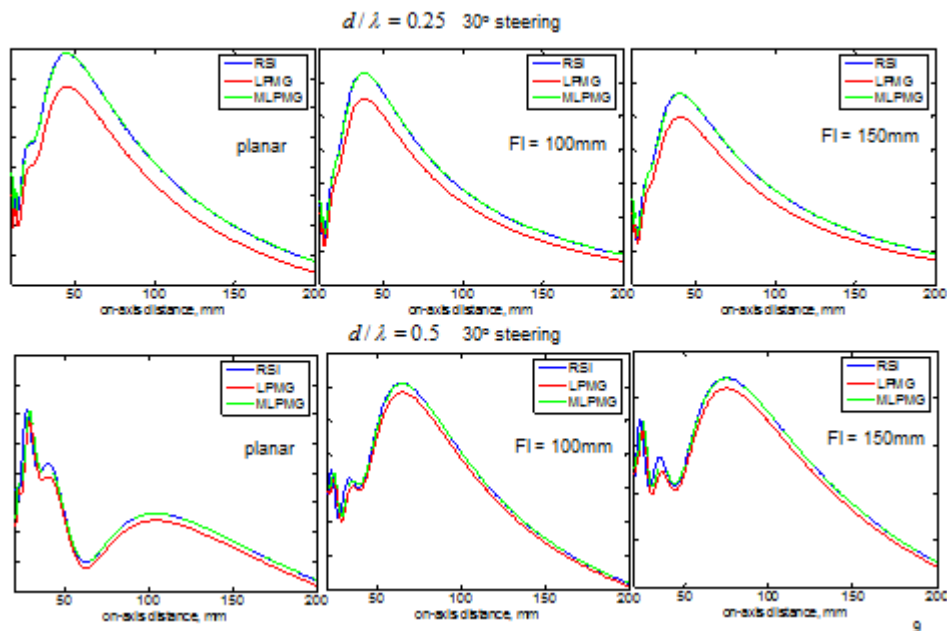 d / λ = 0.25 30º steering
RSI
LPMG
MLPMG
planar
50 100 150 200
on-axis distance, mm
RSI
LPMG
MLPMG
Fl = 100mm
50 100 150 200
on-axis distance, mm
RSI
LPMG
MLPMG
Fl = 150mm
50 100 150 200
on-axis distance, mm
d / λ = 0.5 30º steering
RSI
LPMG
MLPMG
planar
50 100 150 200
on-axis distance, mm
RSI
LPMG
MLPMG
Fl = 100mm
50 100 150 200
on-axis distance, mm
RSI
LPMG
MLPMG
Fl = 150mm
50 100 150 200
on-axis distance, mm
9